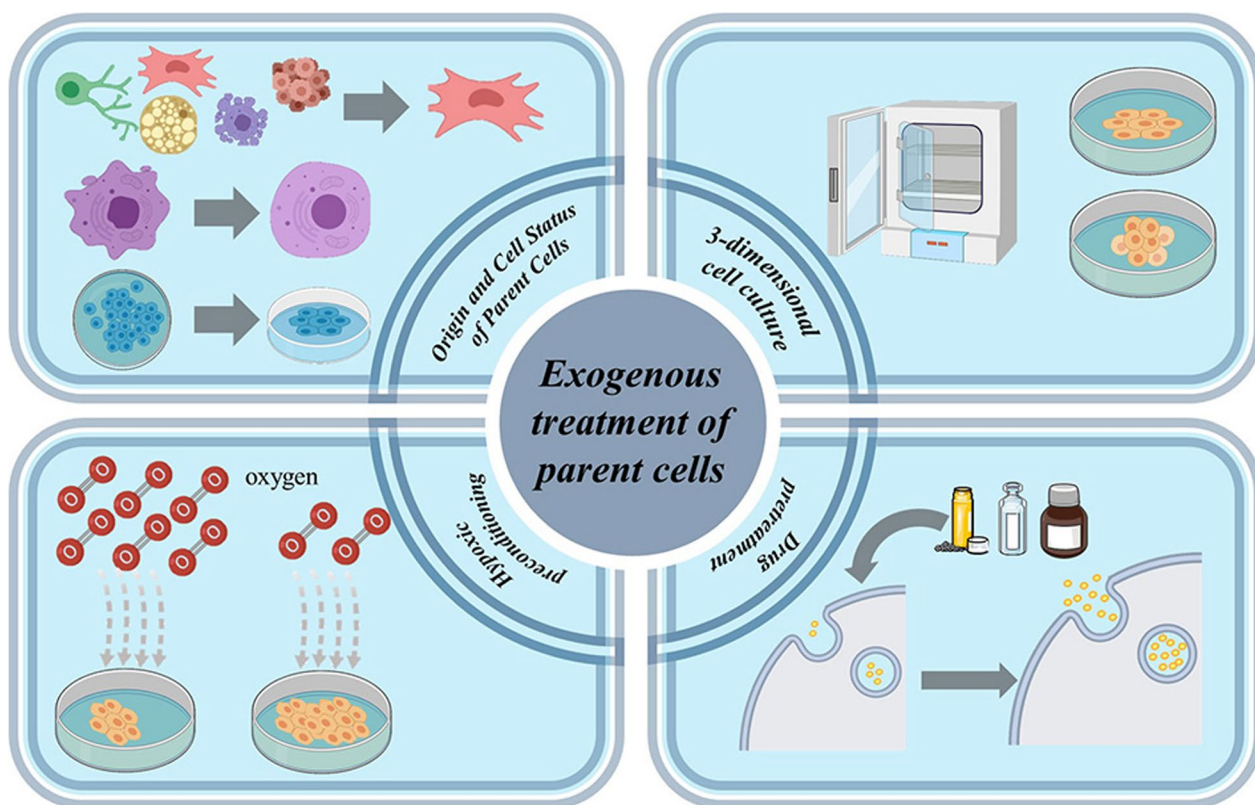 Origin and Cell Status
of Parent Cells
3-dimensional
cell culture
Exogenous
treatment of
parent cells
oxygen
Hypoxic
preconditioning
Drug
pretreatment